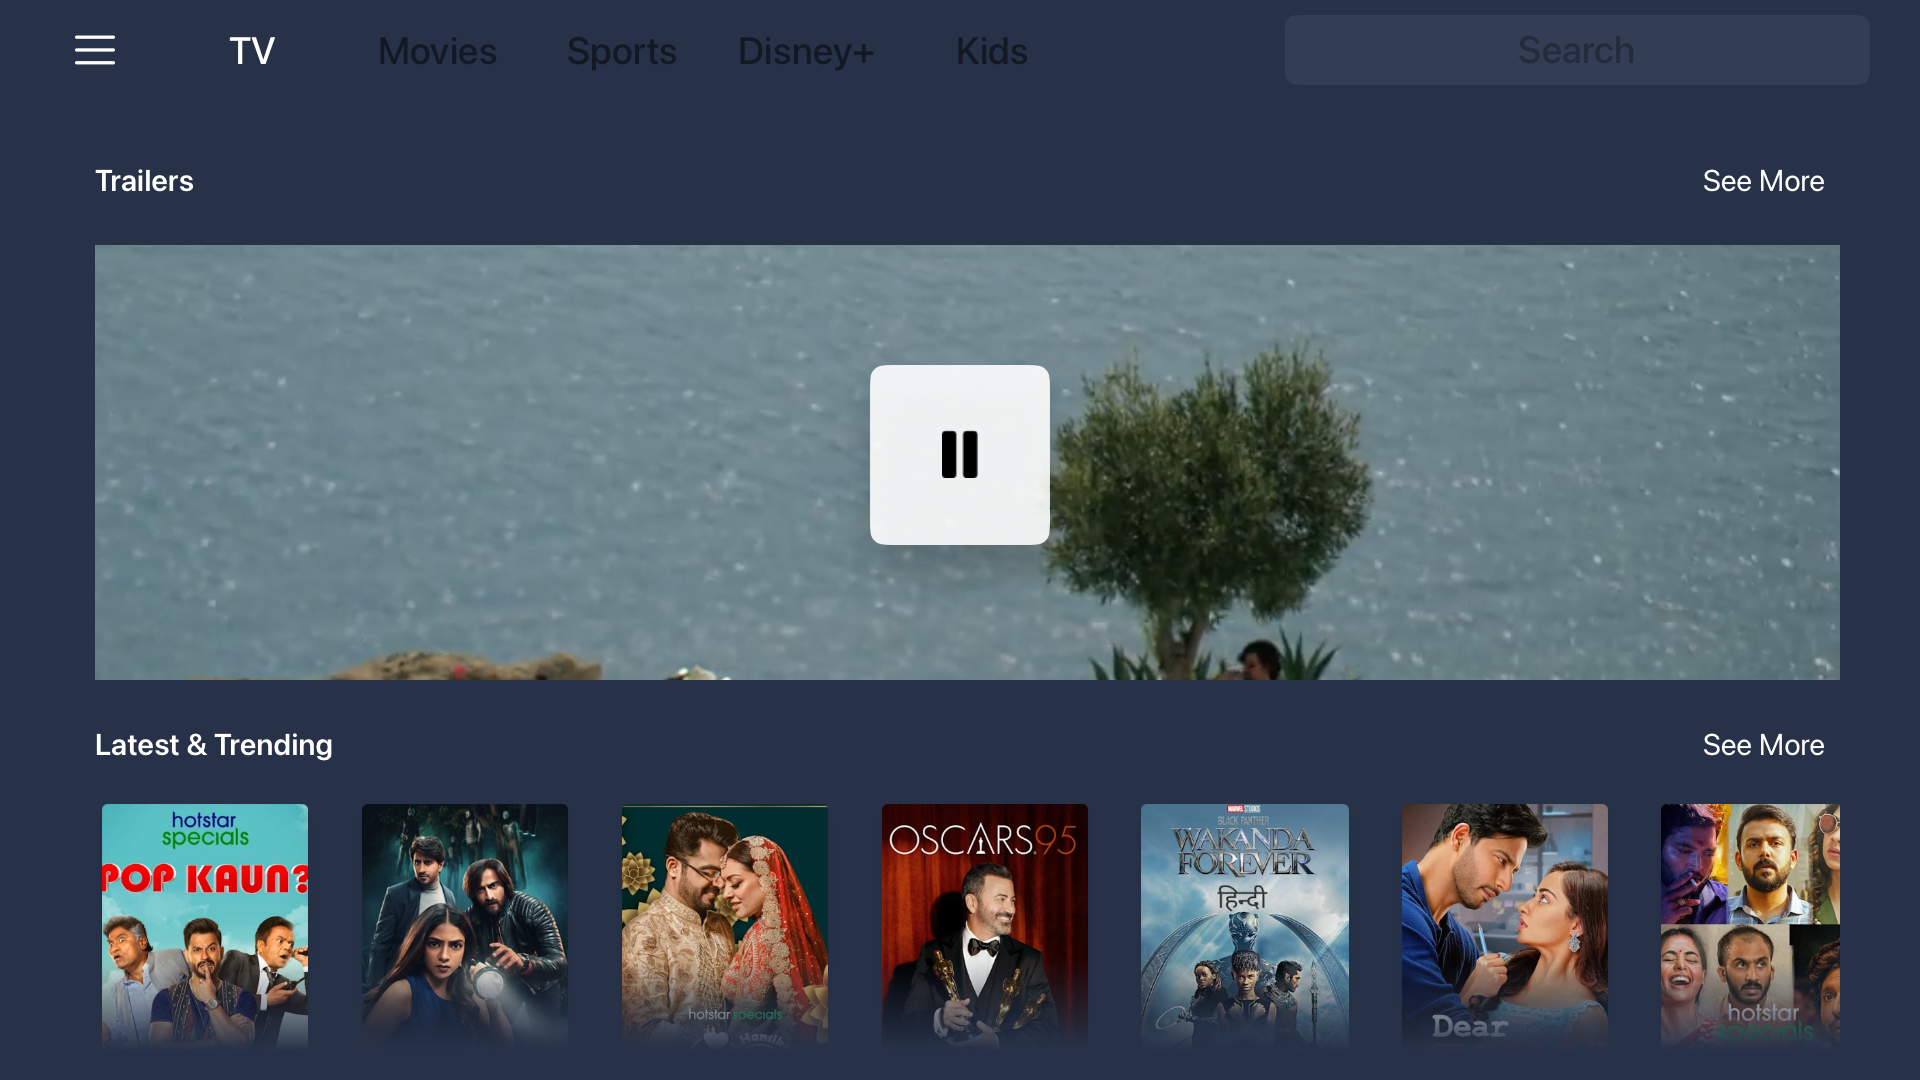 TV
Movies
Sports
Disney+
Kids
Search
Trailers
See More
Latest & Trending
See More
hotstar
specials
POP KAUN?
hotstar specials
OSCARS.95
MARVEL STUDIOS
BLACK PANTHER
WAKANDA
FOREVER
हिन्दी
Dear
hotstar
specials